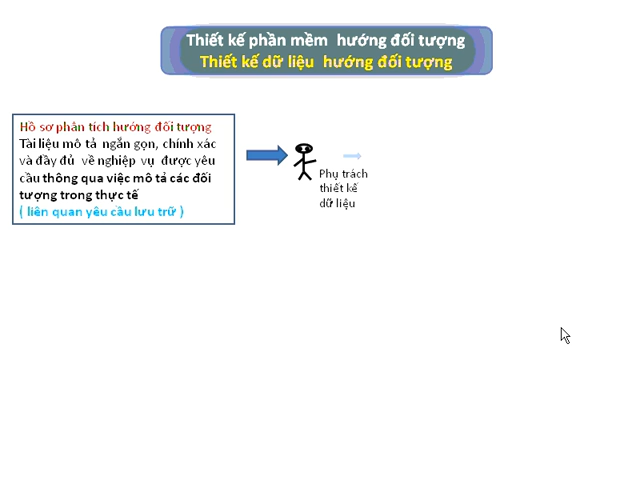 Thiết kế phần mềm hướng đối tượng
Thiết kế dữ liệu hướng đối tượng
Hồ sơ phân tích hướng đối tượng
Tài liệu mô tả ngắn gọn, chính xác
và đầy đủ về nghiệp vụ được yêu
cầu thông qua việc mô tả các đối
tượng trong thực tế
( liên quan yêu cầu lưu trữ )
Phụ trách
thiết kế
dữ liệu